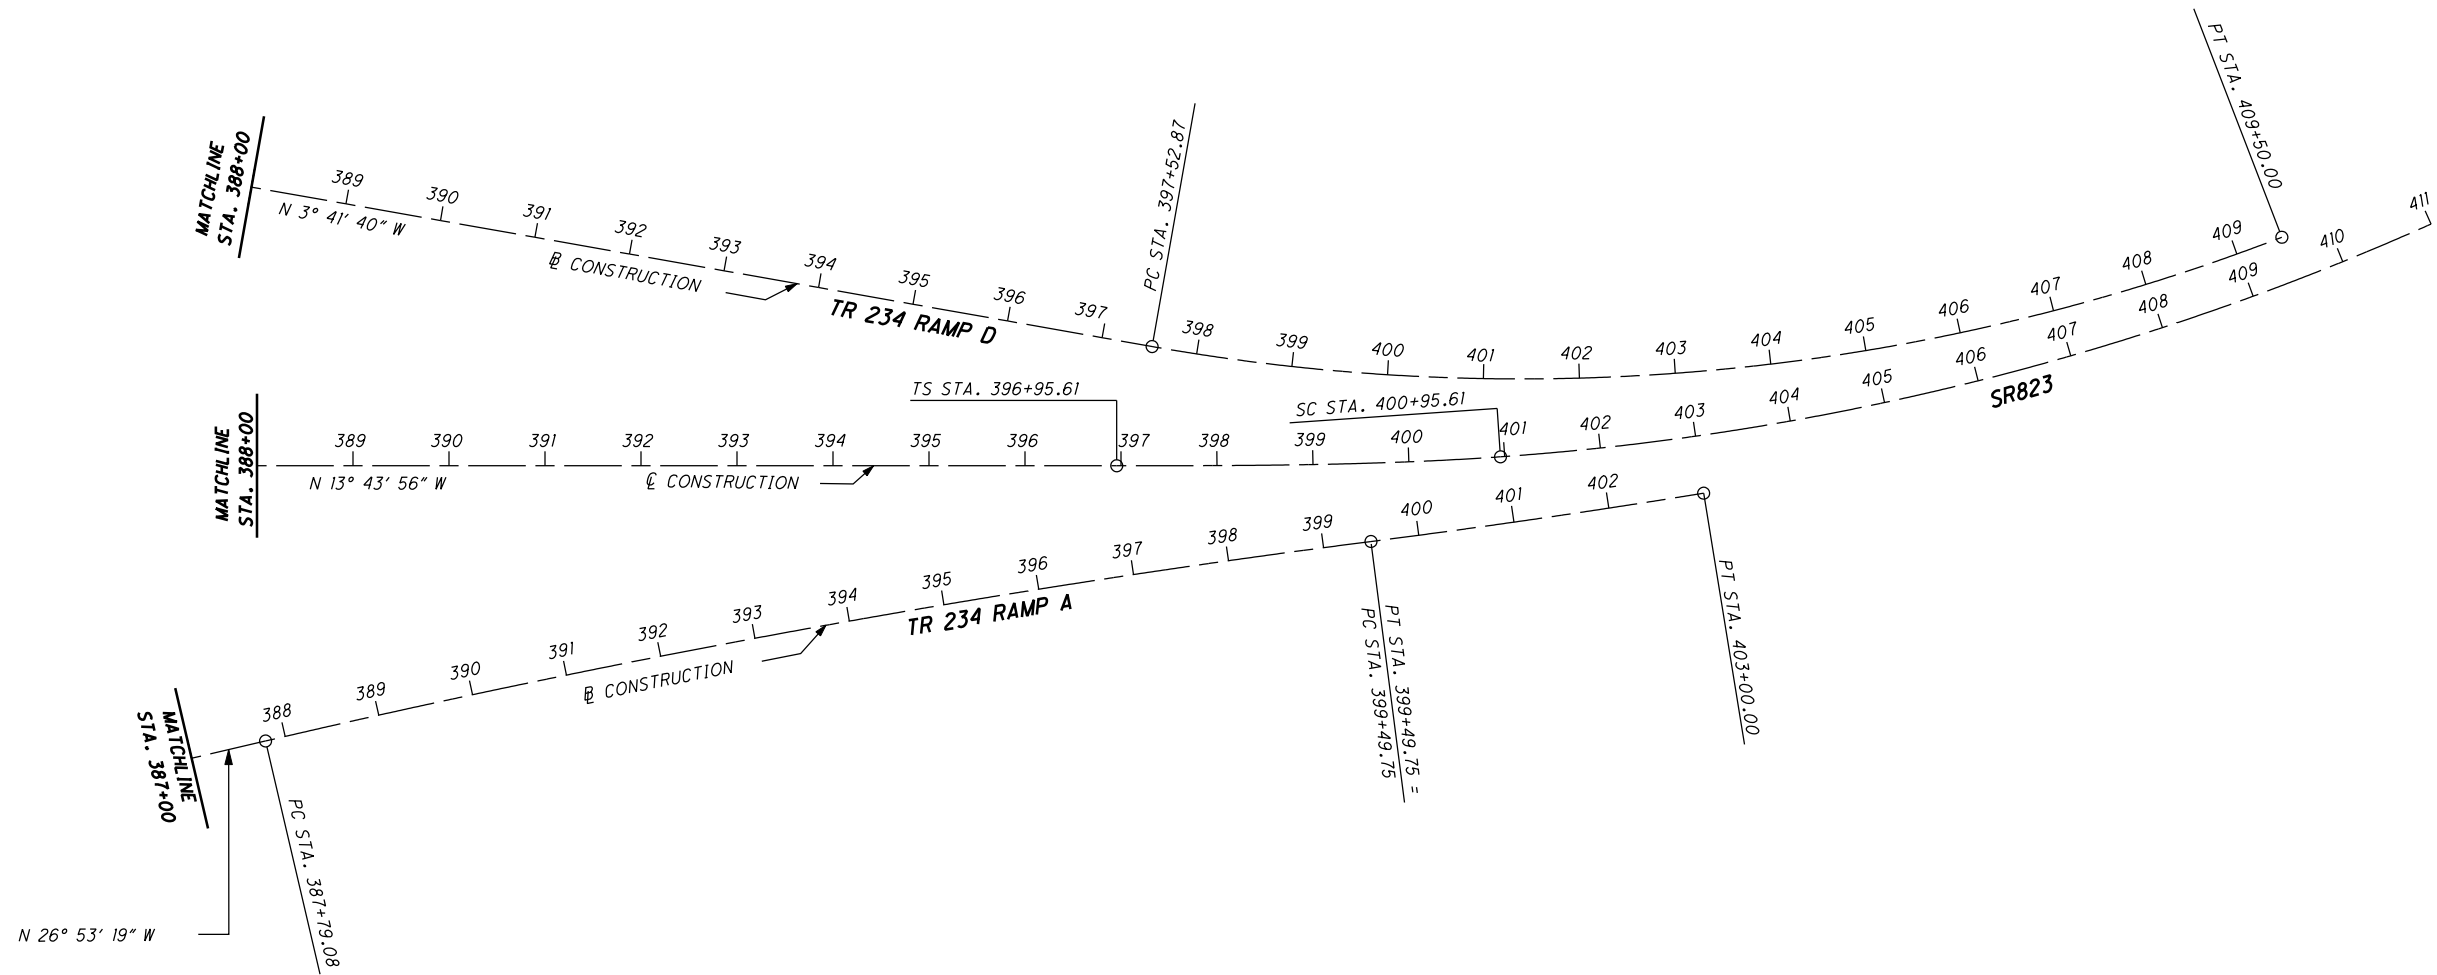 MATCHLINE
STA. 388+00
389
390
391
392
393
394
395
396
397
398
399
400
401
402
403
404
405
406
407
408
409
N 3° 41' 40" W
℄ CONSTRUCTION
TR 234 RAMP D
PC STA. 397+52.87
PT STA. 409+50.00
MATCHLINE
STA. 388+00
389
390
391
392
393
394
395
396
397
398
399
400
401
402
403
404
405
406
407
408
409
410
411
N 13° 43' 56" W
℄ CONSTRUCTION
TS STA. 396+95.61
SC STA. 400+95.61
SR823
MATCHLINE
STA. 387+00
388
389
390
391
392
393
394
395
396
397
398
399
400
401
402
℄ CONSTRUCTION
TR 234 RAMP A
PT STA. 399+49.75 =
PC STA. 399+49.75
PT STA. 403+00.00
PC STA. 387+79.08
N 26° 53' 19" W